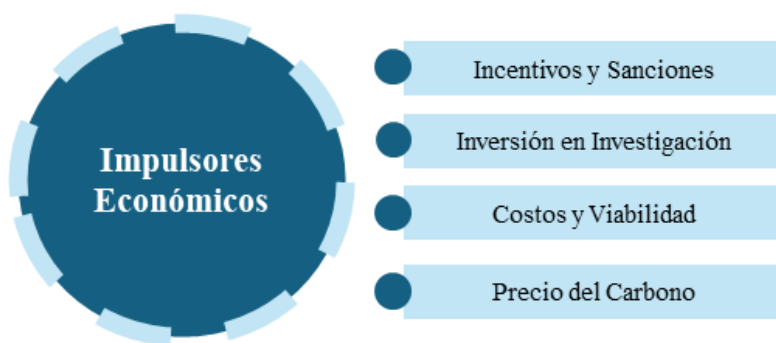 Impulsores
Económicos
Incentivos y Sanciones
Inversión en Investigación
Costos y Viabilidad
Precio del Carbono